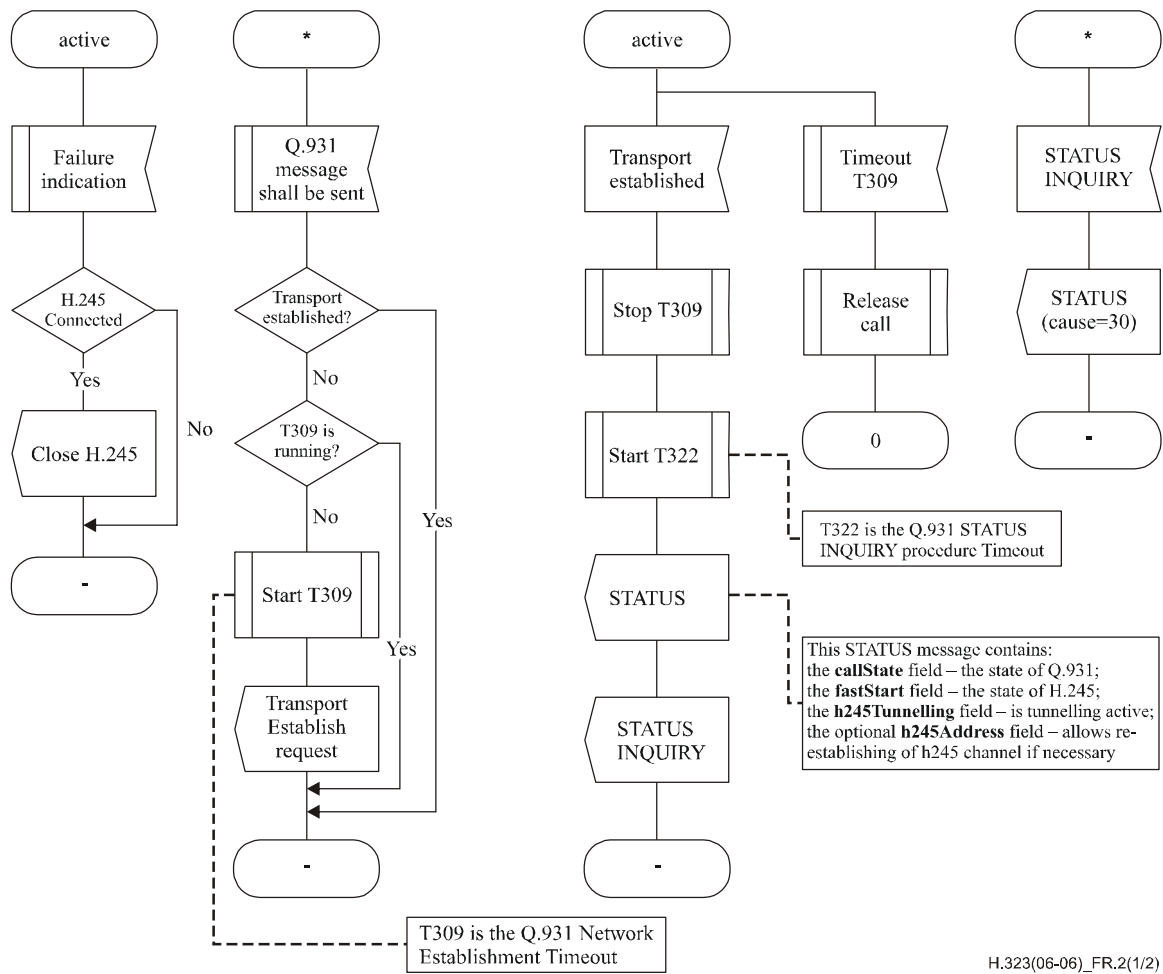 active
Failure
indication
H.245
Connected
Yes
No
Close H.245
-
*
Q.931
message
shall be sent
Transport
established?
No
T309 is
running?
No
Yes
Yes
Start T309
Transport
Establish
request
-
T309 is the Q.931 Network
Establishment Timeout
active
Transport
established
Stop T309
Start T322
STATUS
STATUS
INQUIRY
-
Timeout
T309
Release
call
0
T322 is the Q.931 STATUS
INQUIRY procedure Timeout
This STATUS message contains:
the callState field – the state of Q.931;
the fastStart field – the state of H.245;
the h245Tunnelling field – is tunnelling active;
the optional h245Address field – allows re-
establishing of h245 channel if necessary
*
STATUS
INQUIRY
STATUS
(cause=30)
-
H.323(06-06)_FR.2(1/2)